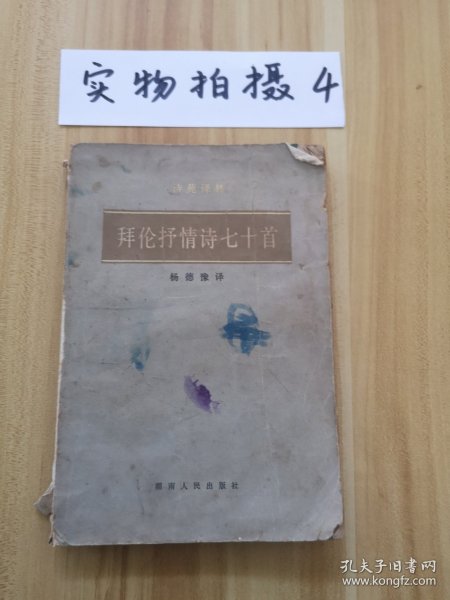 实物拍摄4
诗苑译林
拜伦抒情诗七十首
杨德豫译
湖南人民出版社
孔夫子旧书网
www.kongfz.com